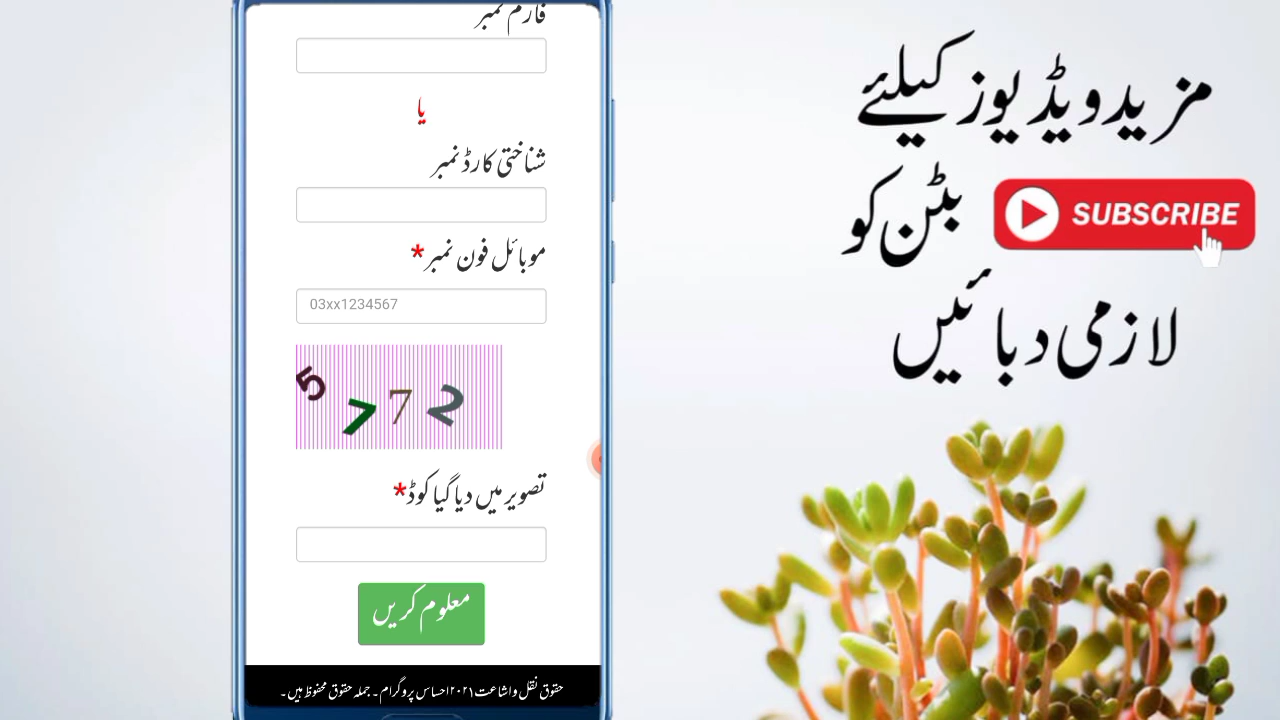 فارم نمبر
یا
شناختی کارڈ نمبر
موبائل فون نمبر*
03xx1234567
5772
تصویر میں دیا گیا کوڈ*
معلوم کریں
حقوق نقل و اشاعت ۲۰۲۱ احساس پروگرام۔ جملہ حقوق محفوظ ہیں۔
مزید ویڈیوز کیلئے
SUBSCRIBE بٹن کو
لازمی دبائیں